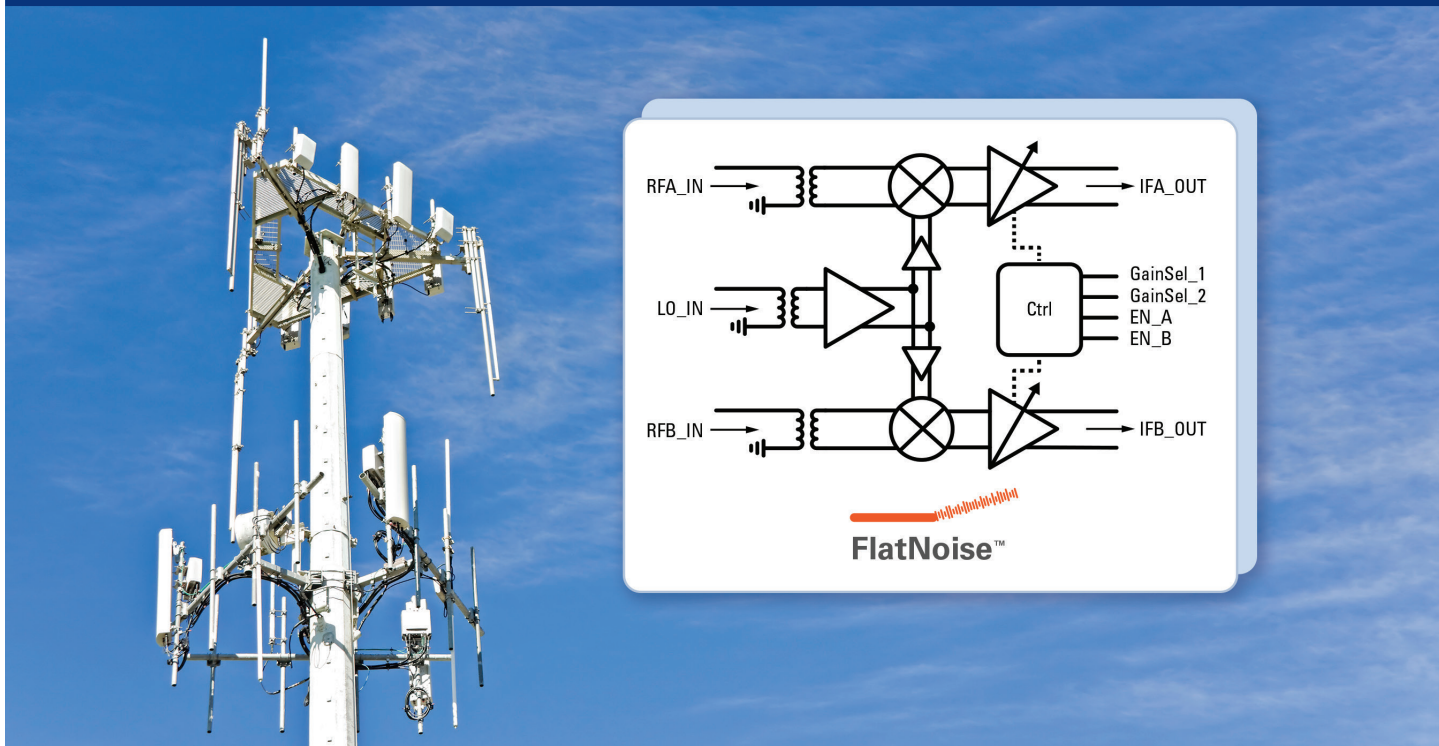 RFA_IN
IFA_OUT
GainSel_1
GainSel_2
LO_IN
Ctrl
EN_A
EN_B
RFB_IN
IFB_OUT
FlatNoise™